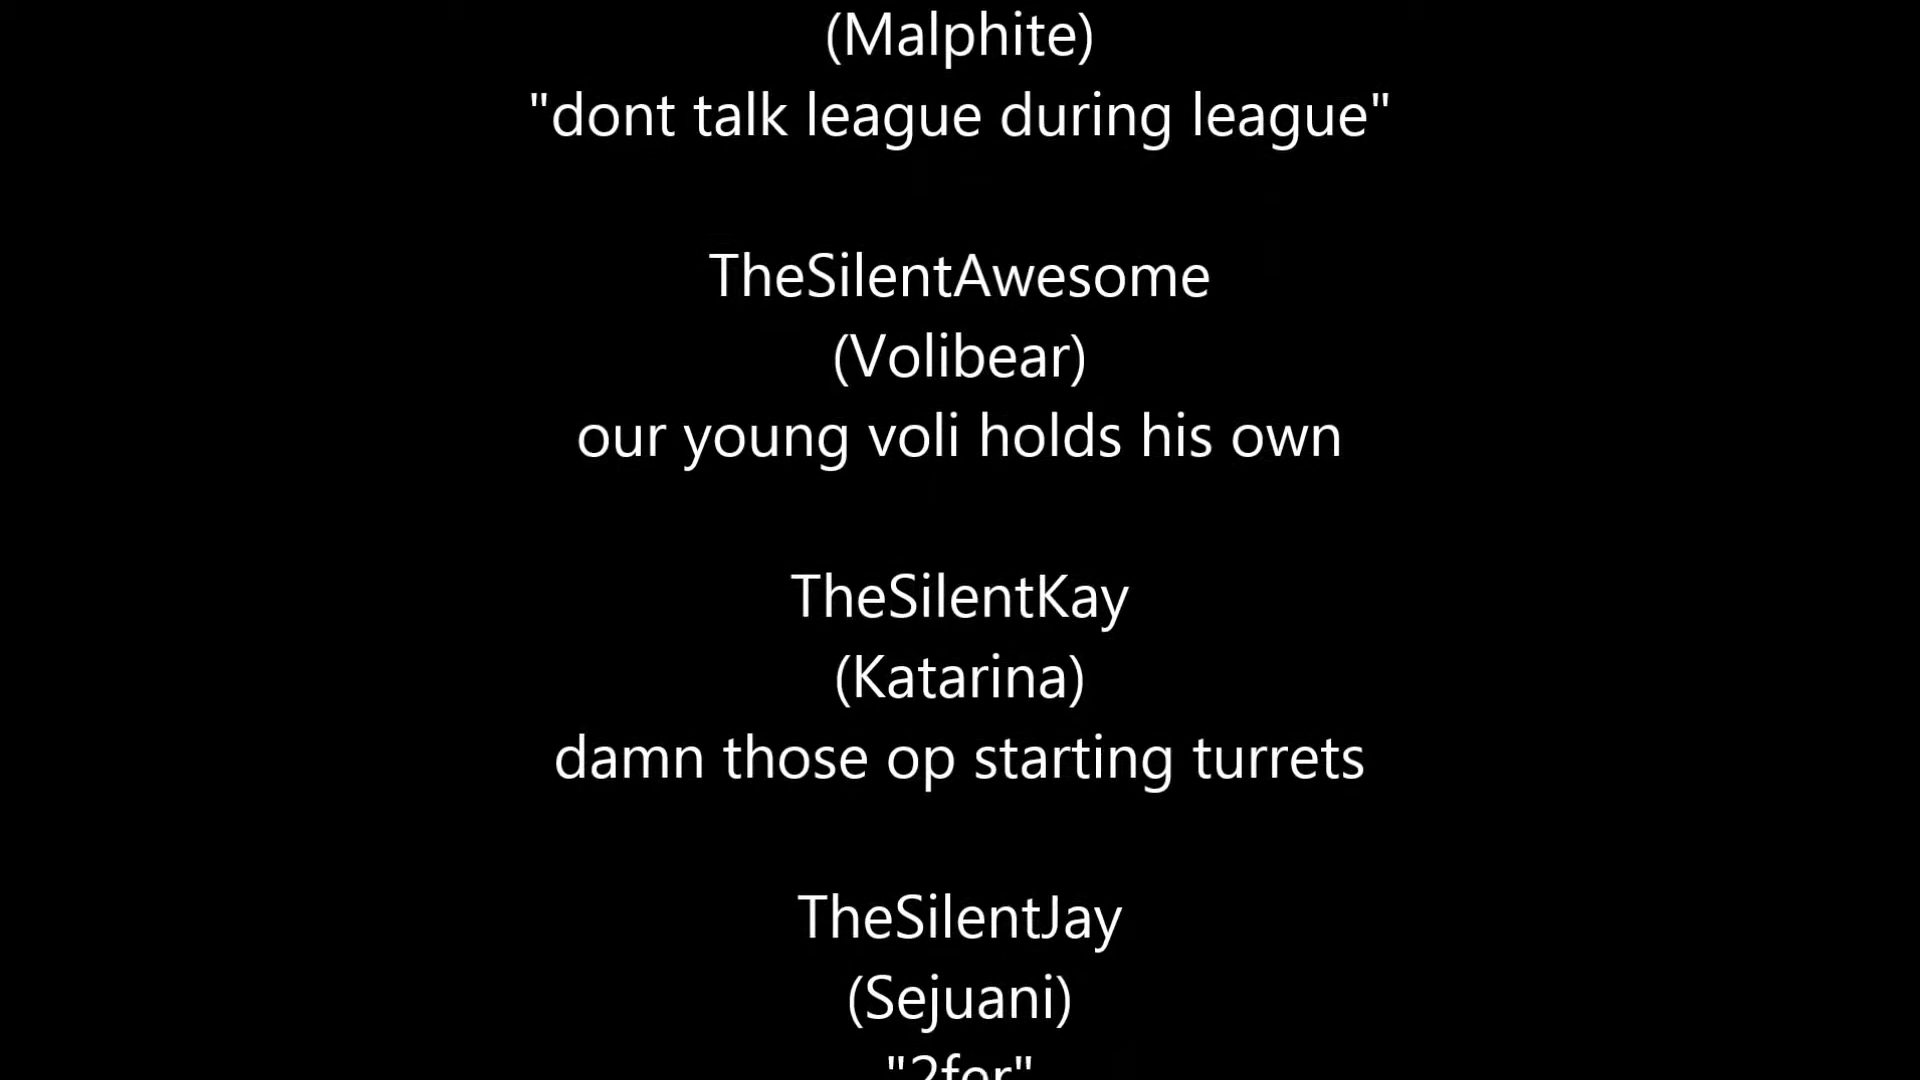 (Malphite)
"dont talk league during league"
TheSilentAwesome
(Volibear)
our young voli holds his own
TheSilentKay
(Katarina)
damn those op starting turrets
TheSilentJay
(Sejuani)
"2for"